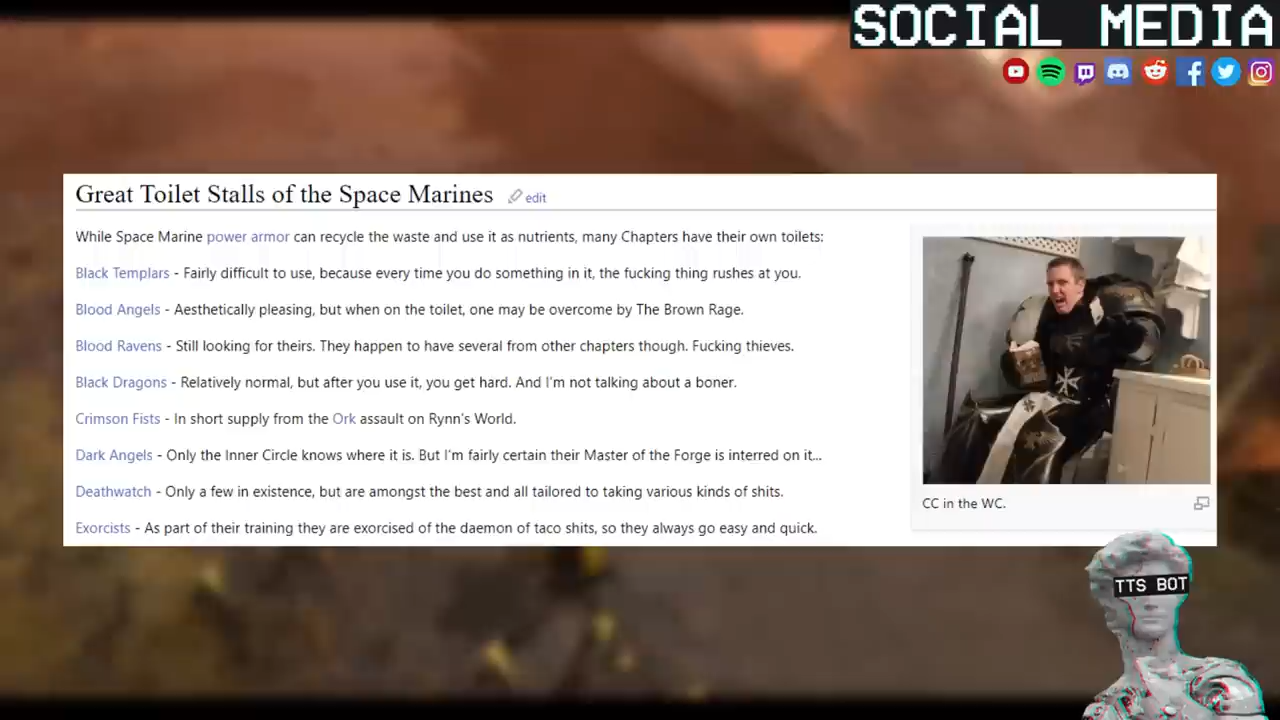 SOCIAL MEDIA
Great Toilet Stalls of the Space Marines edit
While Space Marine power armor can recycle the waste and use it as nutrients, many Chapters have their own toilets:
Black Templars - Fairly difficult to use, because every time you do something in it, the fucking thing rushes at you.
Blood Angels - Aesthetically pleasing, but when on the toilet, one may be overcome by The Brown Rage.
Blood Ravens - Still looking for theirs. They happen to have several from other chapters though. Fucking thieves.
Black Dragons - Relatively normal, but after you use it, you get hard. And I'm not talking about a boner.
Crimson Fists - In short supply from the Ork assault on Rynn's World.
Dark Angels - Only the Inner Circle knows where it is. But I'm fairly certain their Master of the Forge is interred on it...
Deathwatch - Only a few in existence, but are amongst the best and all tailored to taking various kinds of shits.
Exorcists - As part of their training they are exorcised of the daemon of taco shits, so they always go easy and quick.
CC in the WC.
TTS BOT